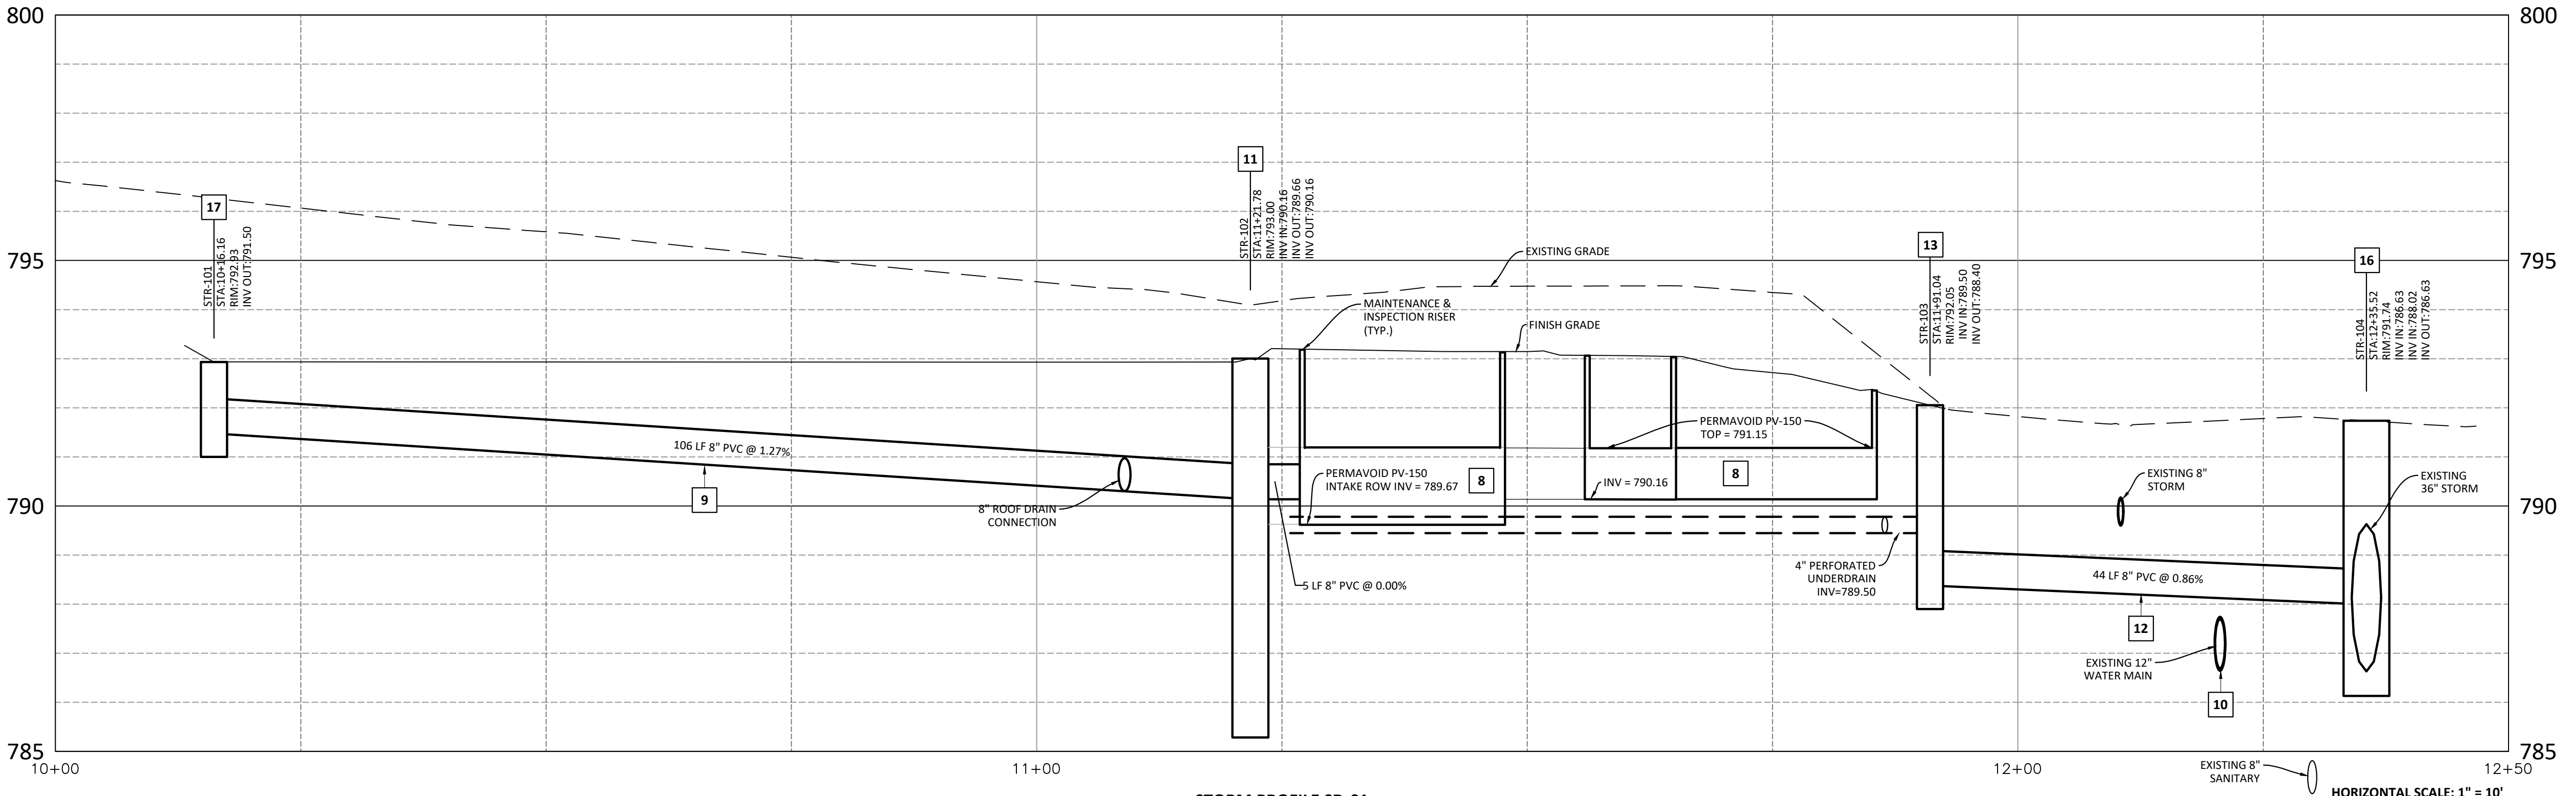 800
800
795
795
790
790
785
785
10+00
11+00
12+00
12+50
17
STR-101
STA:10+16.16
RIM:792.93
INV OUT:791.50
11
STR-102
STA:11+21.78
RIM:793.00
INV IN:790.16
INV OUT:789.66
INV OUT:790.16
13
STR-103
STA:11+91.04
RIM:792.05
INV IN:789.50
INV OUT:788.40
16
STR-104
STA:12+35.52
RIM:791.74
INV IN:786.63
INV IN:788.02
INV OUT:786.63
EXISTING GRADE
MAINTENANCE &
INSPECTION RISER
(TYP.)
FINISH GRADE
106 LF 8" PVC @ 1.27%
9
8" ROOF DRAIN
CONNECTION
PERMAVOID PV-150
INTAKE ROW INV = 789.67
8
INV = 790.16
PERMAVOID PV-150
TOP = 791.15
8
5 LF 8" PVC @ 0.00%
4" PERFORATED
UNDERDRAIN
INV=789.50
EXISTING 8"
STORM
EXISTING
36" STORM
44 LF 8" PVC @ 0.86%
12
EXISTING 12"
WATER MAIN
10
EXISTING 8"
SANITARY
HORIZONTAL SCALE: 1" = 10'